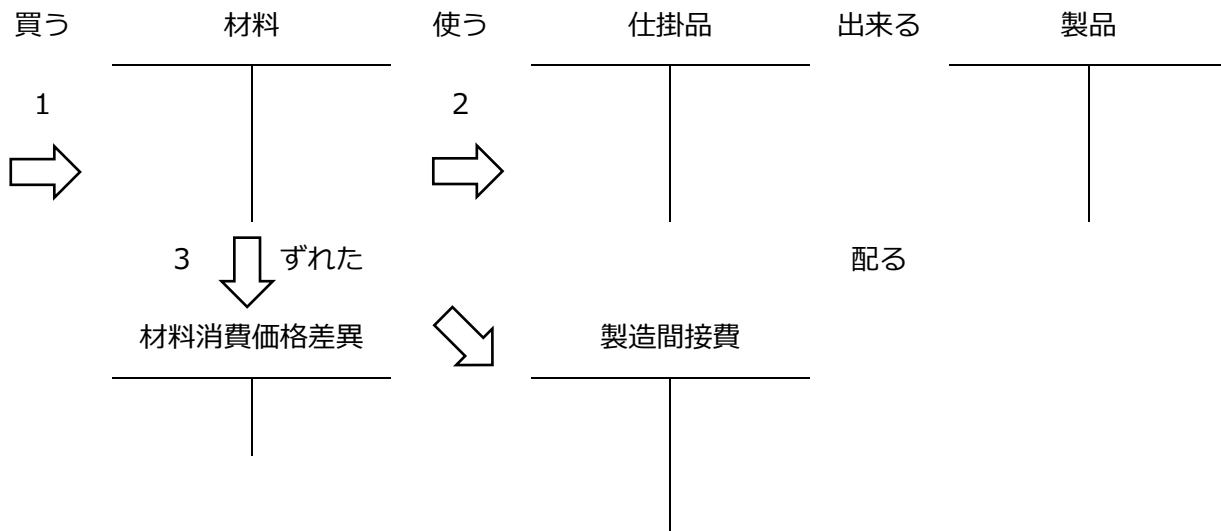 買う 材料 使う 仕掛品 出来る 製品
1 2
3 ずれた 配る
材料消費価格差異 製造間接費